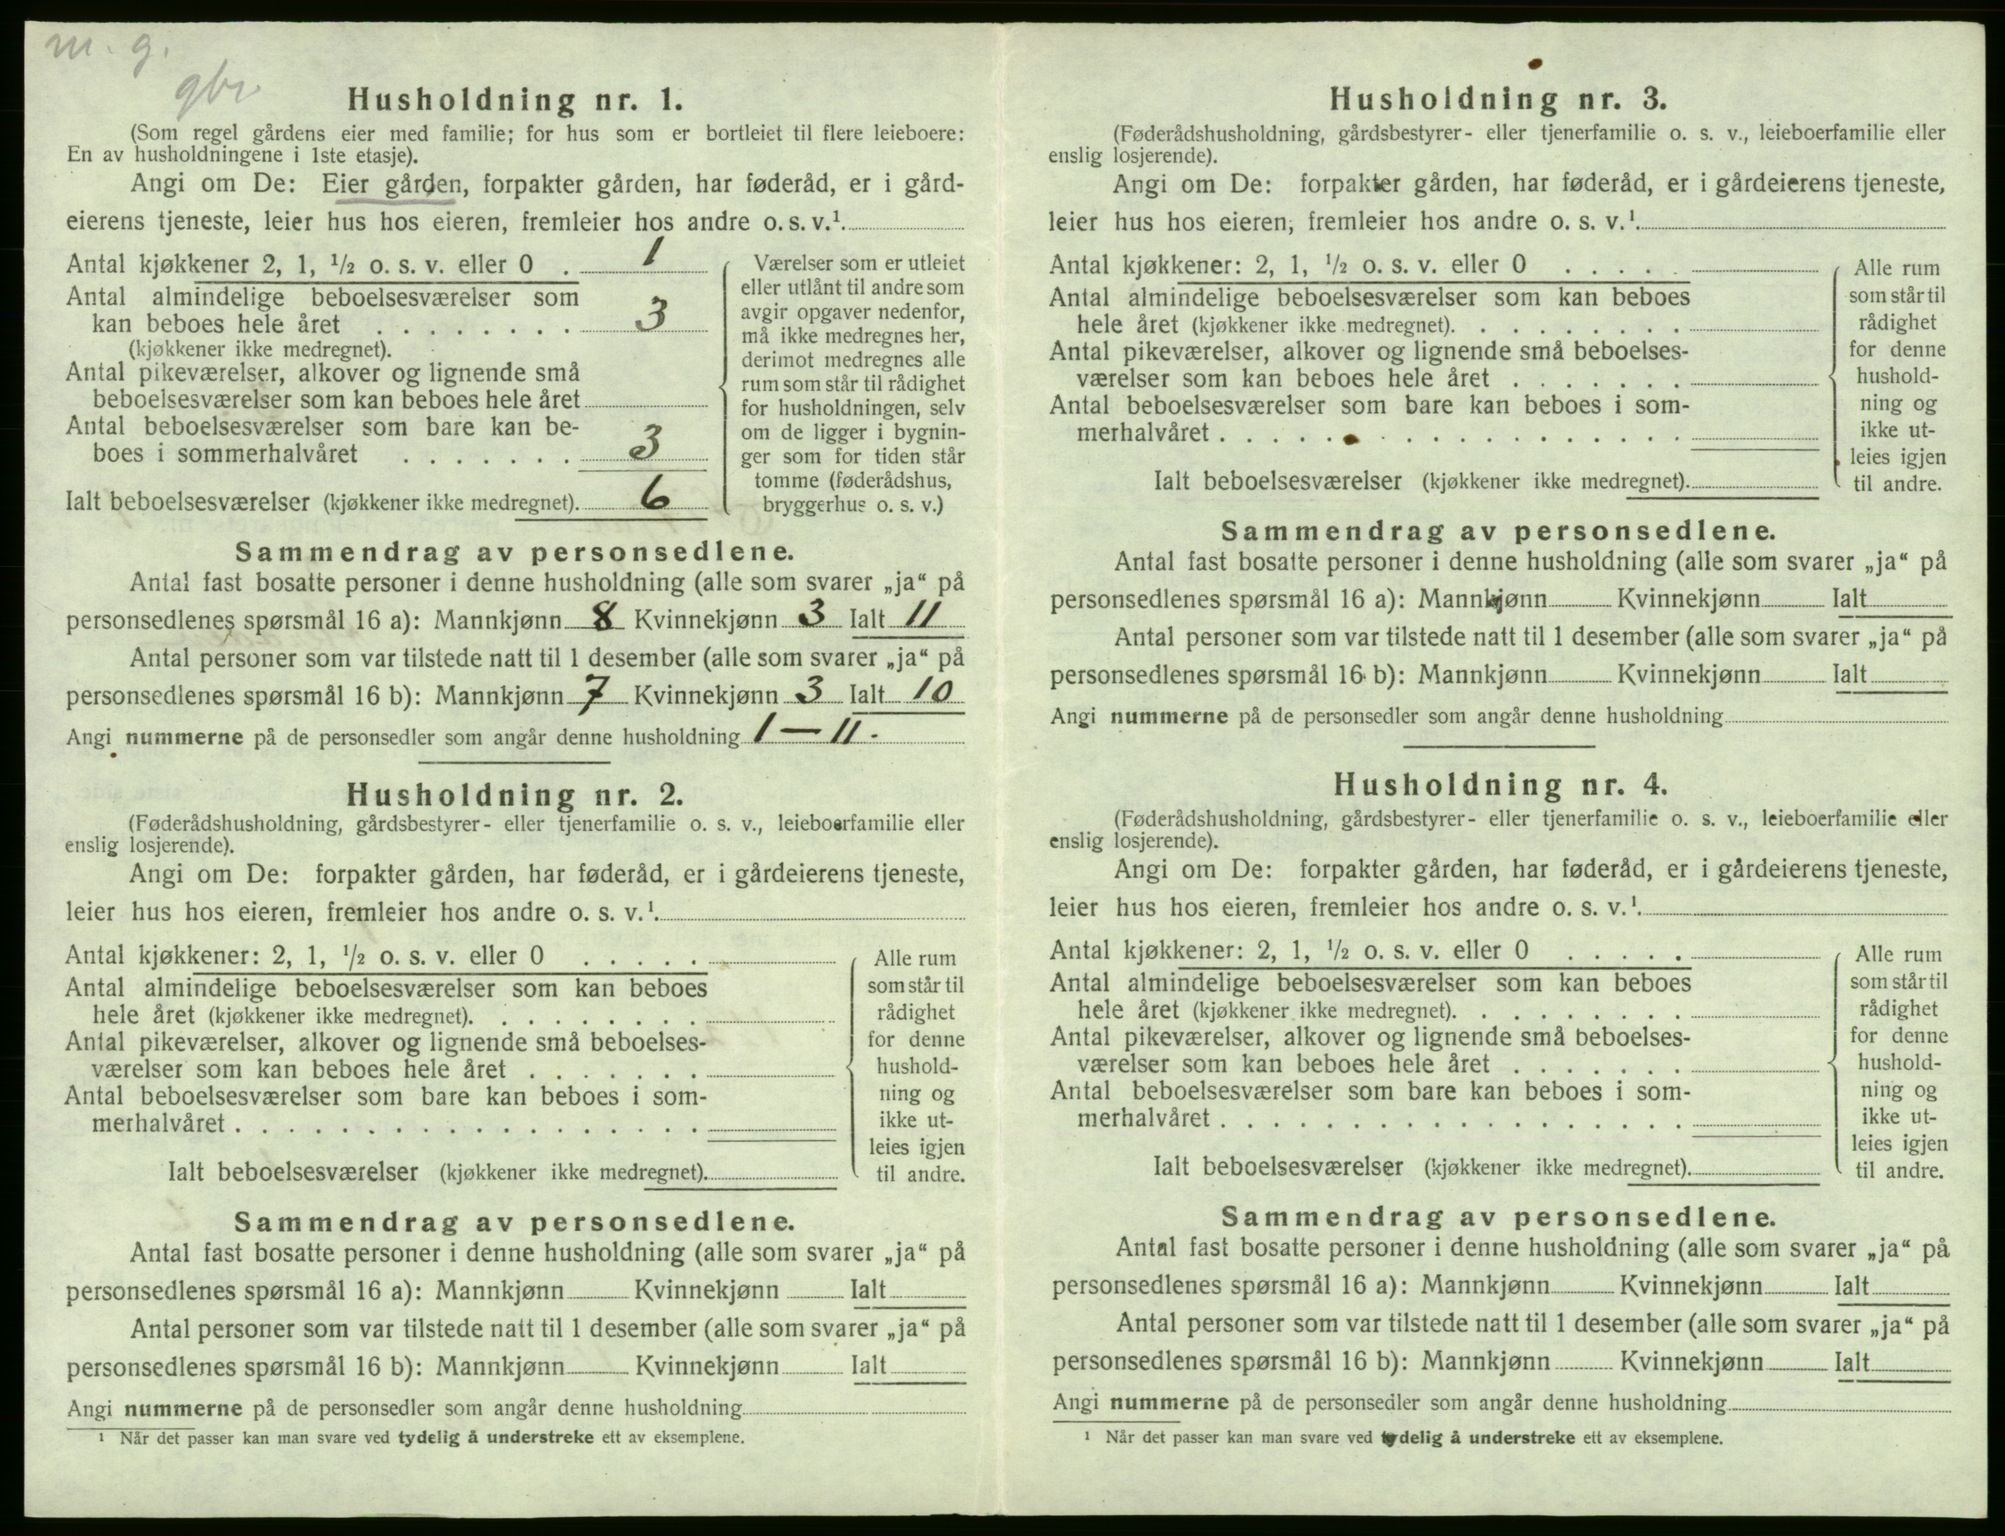 m. g.
gbr
Husholdning nr. 1.
(Som regel gårdens eier med familie; for hus som er bortleiet til flere leieboere:
En av husholdningene i 1ste etasje).
Angi om De: Eier gården, forpakter gården, har føderåd, er i gård-
eierens tjeneste, leier hus hos eieren, fremleier hos andre o. s. v.¹
Antal kjøkkener 2, 1, ½ o. s. v. eller 0 . 1
Antal almindelige beboelsesværelser som
kan beboes hele året . . . . . . . . 3
(kjøkkener ikke medregnet).
Antal pikeværelser, alkover og lignende små
beboelsesværelser som kan beboes hele året
Antal beboelsesværelser som bare kan be-
boes i sommerhalvåret . . . . . . . 3
Ialt beboelsesværelser (kjøkkener ikke medregnet). 6
Værelser som er utleiet
eller utlånt til andre som
avgir opgaver nedenfor,
må ikke medregnes her,
derimot medregnes alle
rum som står til rådighet
for husholdningen, selv
om de ligger i bygnin-
ger som for tiden står
tomme (føderådshus,
bryggerhus o. s. v.)
Sammendrag av personsedlene.
Antal fast bosatte personer i denne husholdning (alle som svarer „ja“ på
personsedlenes spørsmål 16 a): Mannkjønn 8 Kvinnekjønn 3 Ialt 11
Antal personer som var tilstede natt til 1 desember (alle som svarer „ja“ på
personsedlenes spørsmål 16 b): Mannkjønn 7 Kvinnekjønn 3 Ialt 10
Angi nummerne på de personsedler som angår denne husholdning 1 — 11.
Husholdning nr. 2.
(Føderådshusholdning, gårdsbestyrer- eller tjenerfamilie o. s. v., leieboerfamilie eller
enslig losjerende).
Angi om De: forpakter gården, har føderåd, er i gårdeierens tjeneste,
leier hus hos eieren, fremleier hos andre o. s. v.¹
Antal kjøkkener: 2, 1, ½ o. s. v. eller 0 . . . . .
Antal almindelige beboelsesværelser som kan beboes
hele året (kjøkkener ikke medregnet). . . . . . . . .
Antal pikeværelser, alkover og lignende små beboelses-
værelser som kan beboes hele året . . . . . . .
Antal beboelsesværelser som bare kan beboes i som-
merhalvåret . . . . . . . . . . . . . . . . . .
Ialt beboelsesværelser (kjøkkener ikke medregnet).
Alle rum
som står til
rådighet
for denne
hushold-
ning og
ikke ut-
leies igjen
til andre.
Sammendrag av personsedlene.
Antal fast bosatte personer i denne husholdning (alle som svarer „ja“ på
personsedlenes spørsmål 16 a): Mannkjønn Kvinnekjønn Ialt
Antal personer som var tilstede natt til 1 desember (alle som svarer „ja“ på
personsedlenes spørsmål 16 b): Mannkjønn Kvinnekjønn Ialt
Angi nummerne på de personsedler som angår denne husholdning
¹ Når det passer kan man svare ved tydelig å understreke ett av eksemplene.
Husholdning nr. 3.
(Føderådshusholdning, gårdsbestyrer- eller tjenerfamilie o. s. v., leieboerfamilie eller
enslig losjerende).
Angi om De: forpakter gården, har føderåd, er i gårdeierens tjeneste,
leier hus hos eieren, fremleier hos andre o. s. v.¹
Antal kjøkkener: 2, 1, ½ o. s. v. eller 0 . . . . .
Antal almindelige beboelsesværelser som kan beboes
hele året (kjøkkener ikke medregnet). . . . . . . . .
Antal pikeværelser, alkover og lignende små beboelses-
værelser som kan beboes hele året . . . . . . .
Antal beboelsesværelser som bare kan beboes i som-
merhalvåret . . . . . . . . . . . . . . . . . .
Ialt beboelsesværelser (kjøkkener ikke medregnet).
Alle rum
som står til
rådighet
for denne
hushold-
ning og
ikke ut-
leies igjen
til andre.
Sammendrag av personsedlene.
Antal fast bosatte personer i denne husholdning (alle som svarer „ja“ på
personsedlenes spørsmål 16 a): Mannkjønn Kvinnekjønn Ialt
Antal personer som var tilstede natt til 1 desember (alle som svarer „ja“ på
personsedlenes spørsmål 16 b): Mannkjønn Kvinnekjønn Ialt
Angi nummerne på de personsedler som angår denne husholdning
Husholdning nr. 4.
(Føderådshusholdning, gårdsbestyrer- eller tjenerfamilie o. s. v., leieboerfamilie eller
enslig losjerende).
Angi om De: forpakter gården, har føderåd, er i gårdeierens tjeneste,
leier hus hos eieren, fremleier hos andre o. s. v.¹
Antal kjøkkener: 2, 1, ½ o. s. v. eller 0 . . . . .
Antal almindelige beboelsesværelser som kan beboes
hele året (kjøkkener ikke medregnet). . . . . . . . .
Antal pikeværelser, alkover og lignende små beboelses-
værelser som kan beboes hele året . . . . . . .
Antal beboelsesværelser som bare kan beboes i som-
merhalvåret . . . . . . . . . . . . . . . . . .
Ialt beboelsesværelser (kjøkkener ikke medregnet).
Alle rum
som står til
rådighet
for denne
hushold-
ning og
ikke ut-
leies igjen
til andre.
Sammendrag av personsedlene.
Antal fast bosatte personer i denne husholdning (alle som svarer „ja“ på
personsedlenes spørsmål 16 a): Mannkjønn Kvinnekjønn Ialt
Antal personer som var tilstede natt til 1 desember (alle som svarer „ja“ på
personsedlenes spørsmål 16 b): Mannkjønn Kvinnekjønn Ialt
Angi nummerne på de personsedler som angår denne husholdning
¹ Når det passer kan man svare ved tydelig å understreke ett av eksemplene.